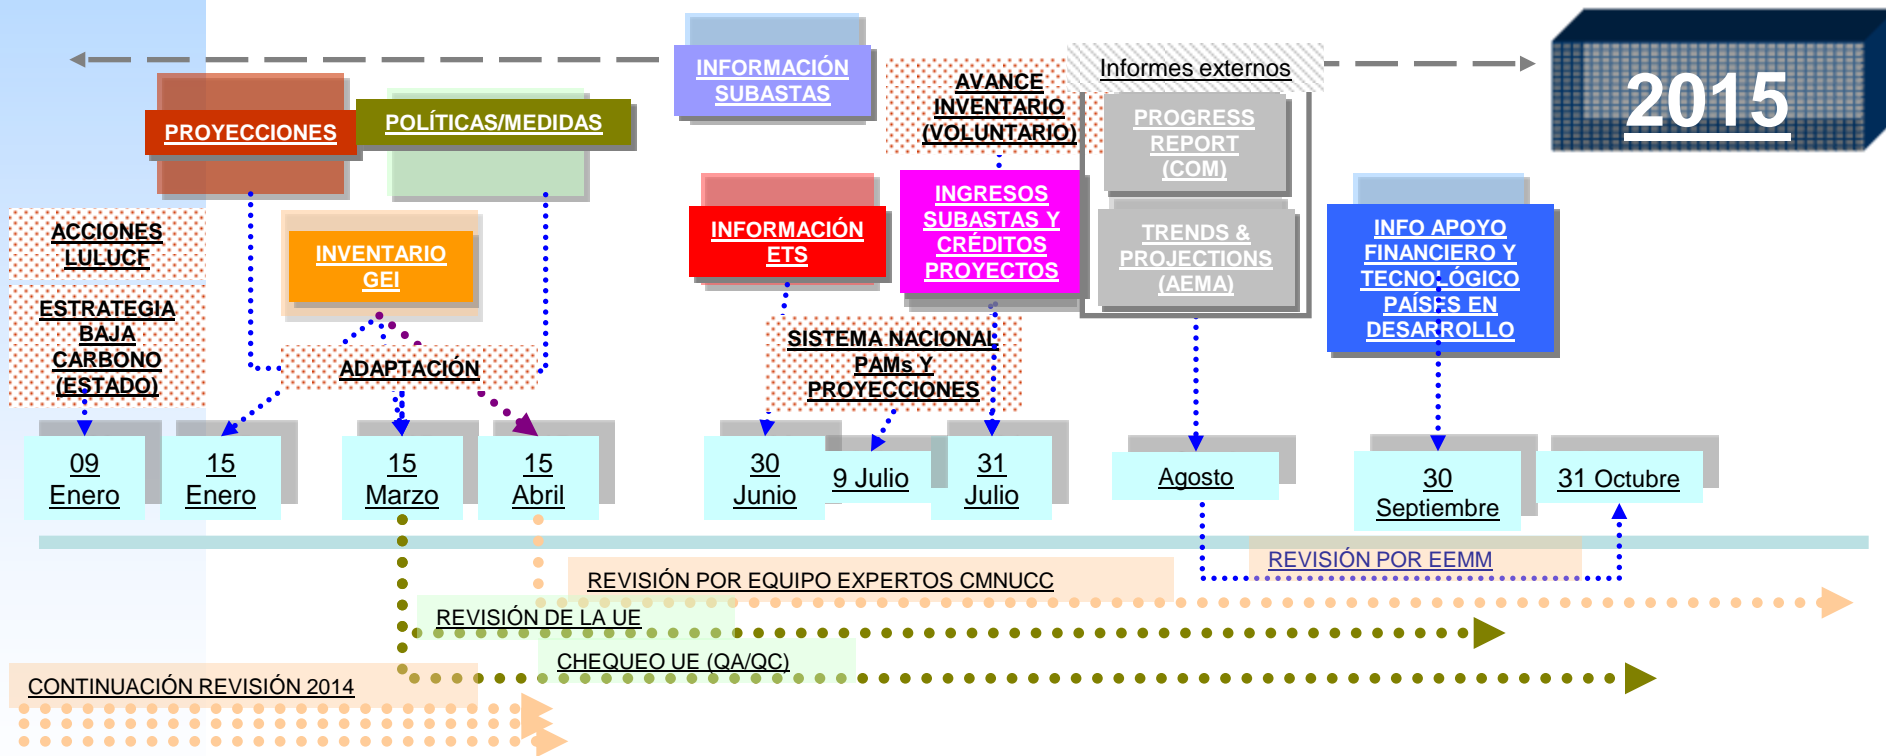 2015
INFORMACIÓN
SUBASTAS
Informes externos
AVANCE
INVENTARIO
(VOLUNTARIO)
PROYECCIONES
POLÍTICAS/MEDIDAS
PROGRESS
REPORT
(COM)
ACCIONES
LULUCF
INVENTARIO
GEI
INFORMACIÓN
ETS
INGRESOS
SUBASTAS Y
CRÉDITOS
PROYECTOS
TRENDS &
PROJECTIONS
(AEMA)
INFO APOYO
FINANCIERO Y
TECNOLÓGICO
PAÍSES EN
DESARROLLO
ESTRATEGIA
BAJA
CARBONO
(ESTADO)
ADAPTACIÓN
SISTEMA NACIONAL
PAMs Y
PROYECCIONES
09
Enero
15
Enero
15
Marzo
15
Abril
30
Junio
9 Julio
31
Julio
Agosto
30
Septiembre
31 Octubre
REVISIÓN POR EEMM
REVISIÓN POR EQUIPO EXPERTOS CMNUCC
REVISIÓN DE LA UE
CHEQUEO UE (QA/QC)
CONTINUACIÓN REVISIÓN 2014